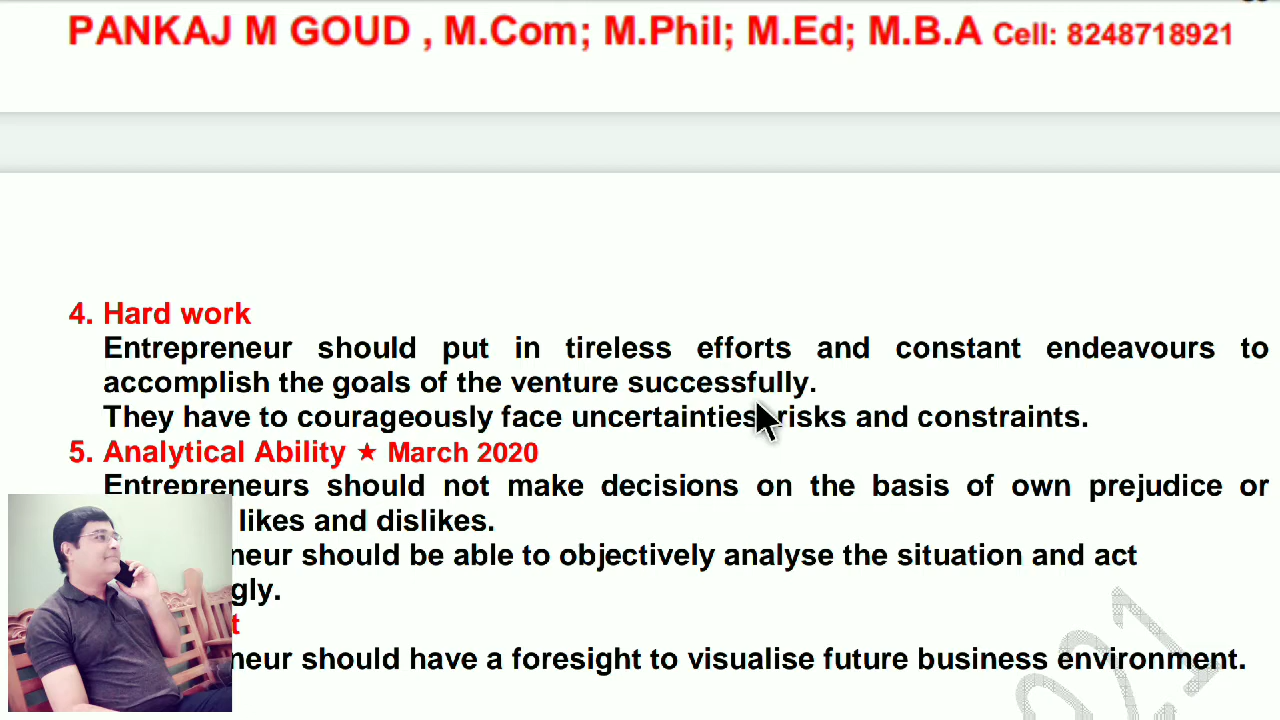 PANKAJ M GOUD , M.Com; M.Phil; M.Ed; M.B.A Cell: 8248718921
4. Hard work
Entrepreneur should put in tireless efforts and constant endeavours to
accomplish the goals of the venture successfully.
They have to courageously face uncertainties risks and constraints.
5. Analytical Ability ★ March 2020
Entrepreneurs should not make decisions on the basis of own prejudice or
likes and dislikes.
neur should be able to objectively analyse the situation and act
gly.
t
neur should have a foresight to visualise future business environment.
021